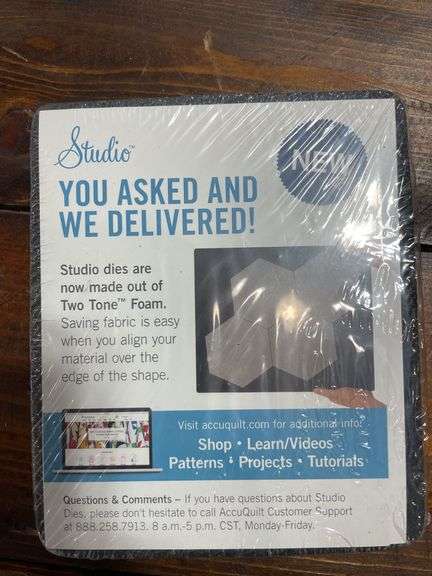 Studio™
NEW
YOU ASKED AND
WE DELIVERED!
Studio dies are
now made out of
Two Tone™ Foam.
Saving fabric is easy
when you align your
material over the
edge of the shape.
Visit accuquilt.com for additional info:
Shop • Learn/Videos
Patterns • Projects • Tutorials
Questions & Comments – If you have questions about Studio
Dies, please don't hesitate to call AccuQuilt Customer Support
at 888.258.7913. 8 a.m.-5 p.m. CST, Monday-Friday.